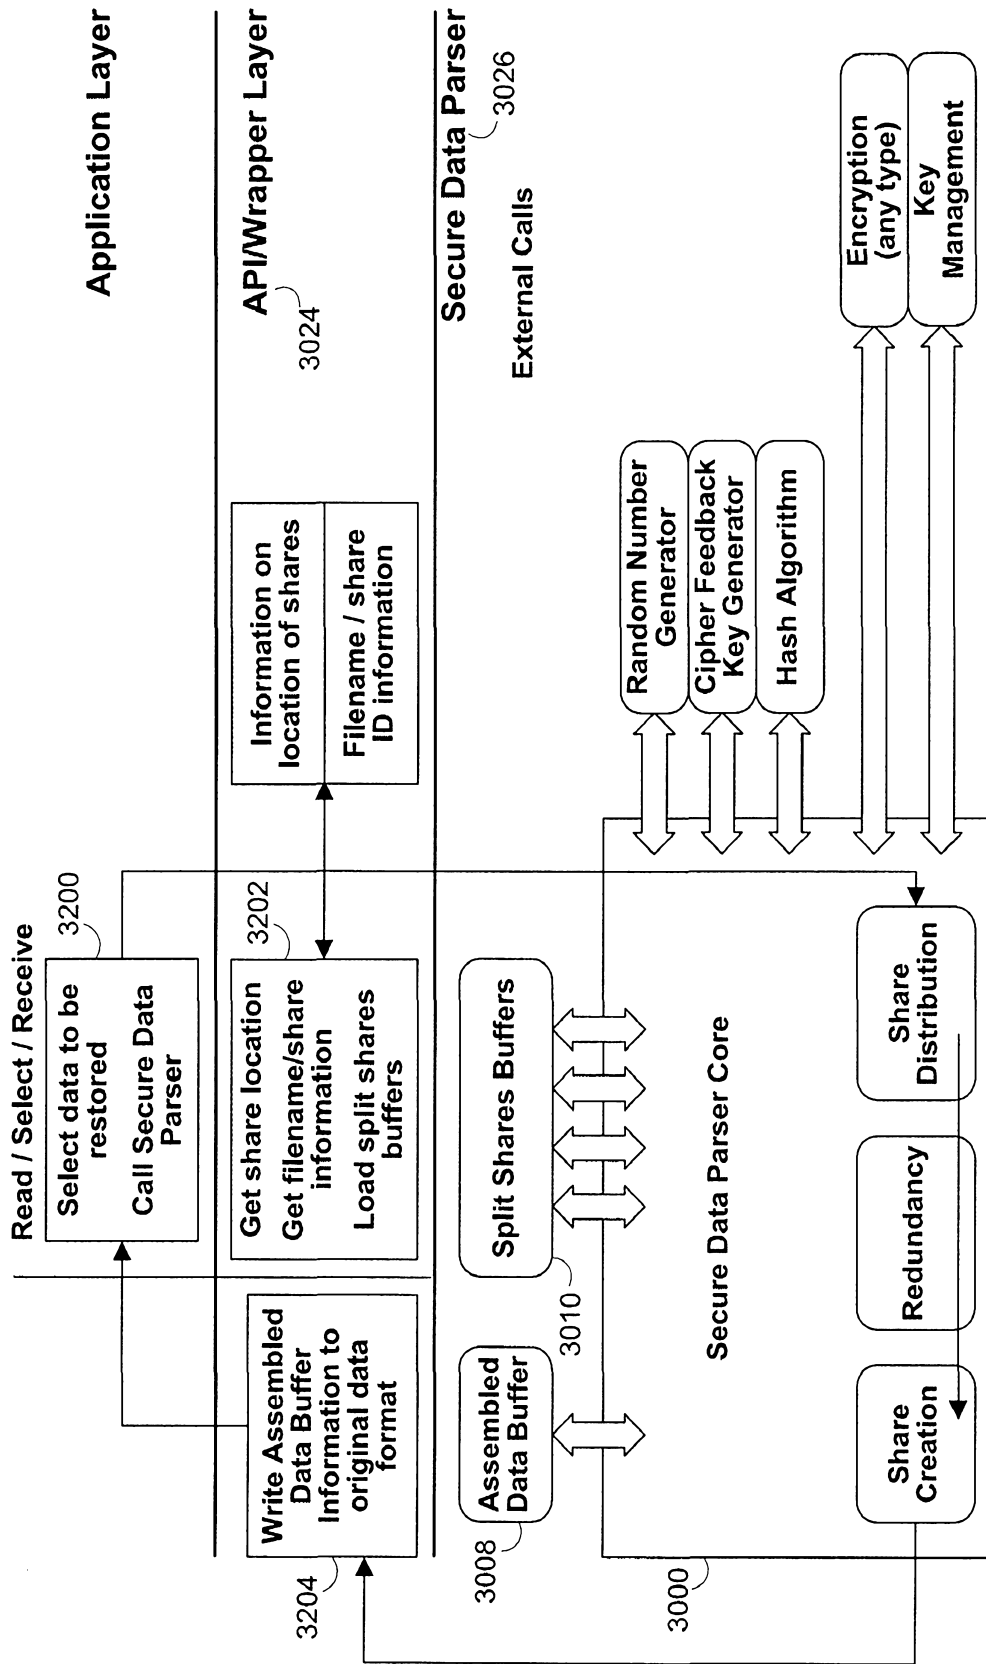 Read / Select / Receive
Application Layer
3200
Select data to be
restored
Call Secure Data
Parser
API/Wrapper Layer
3024
3204
Write Assembled
Data Buffer
Information to
original data
format
3202
Get share location
Get filename/share
information
Load split shares
buffers
Information on
location of shares
Filename / share
ID information
Secure Data Parser
3026
External Calls
3008
Assembled
Data Buffer
3010
Split Shares Buffers
3000
Secure Data Parser Core
Random Number
Generator
Cipher Feedback
Key Generator
Hash Algorithm
Encryption
(any type)
Key
Management
Share
Creation
Redundancy
Share
Distribution